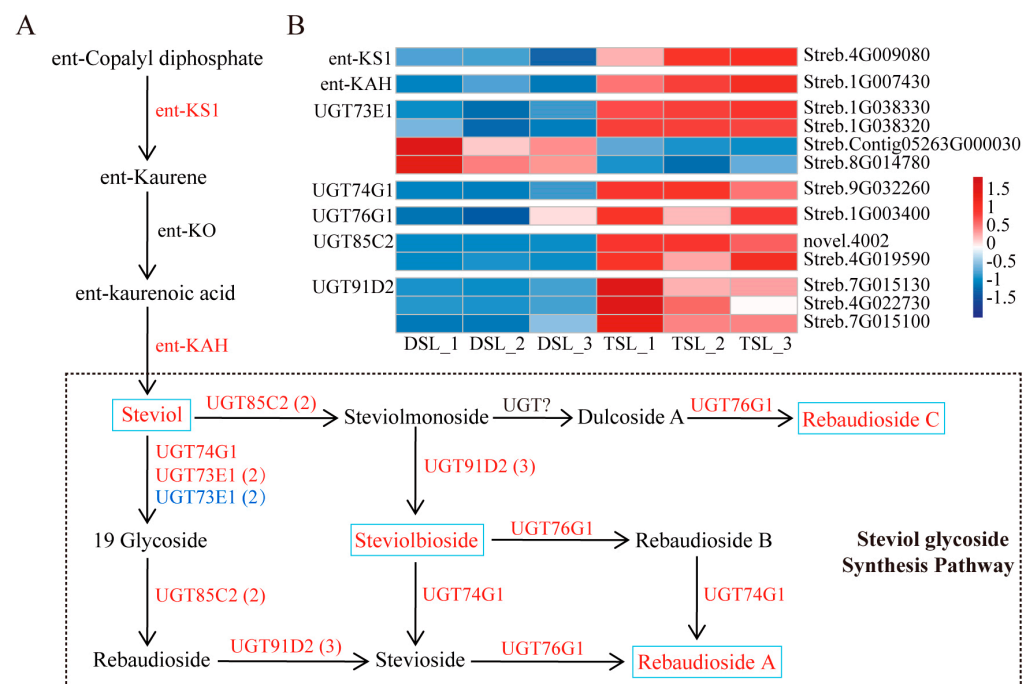 A
ent-Copalyl diphosphate
ent-KS1
ent-Kaurene
ent-KO
ent-kaurenoic acid
ent-KAH
B
ent-KS1 Streb.4G009080
ent-KAH Streb.1G007430
UGT73E1 Streb.1G038330
Streb.1G038320
Streb.Contig05263G000030
Streb.8G014780
UGT74G1 Streb.9G032260
UGT76G1 Streb.1G003400
UGT85C2 novel.4002
Streb.4G019590
UGT91D2 Streb.7G015130
Streb.4G022730
Streb.7G015100
DSL_1 DSL_2 DSL_3 TSL_1 TSL_2 TSL_3
1.5
1
0.5
0
-0.5
-1
-1.5
Steviol UGT85C2 (2) Steviolmonoside UGT? Dulcoside A UGT76G1 Rebaudioside C
UGT74G1
UGT73E1 (2)
UGT73E1 (2)
UGT91D2 (3)
19 Glycoside Steviolbioside UGT76G1 Rebaudioside B
Steviol glycoside
Synthesis Pathway
UGT85C2 (2) UGT74G1 UGT74G1
Rebaudioside UGT91D2 (3) Stevioside UGT76G1 Rebaudioside A